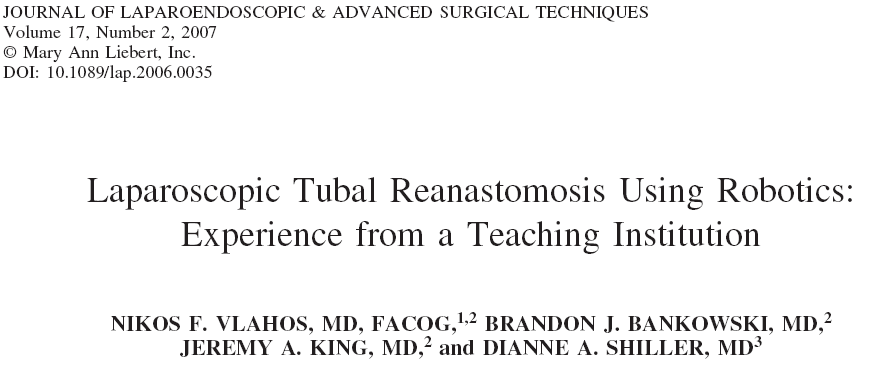 JOURNAL OF LAPAROENDOSCOPIC & ADVANCED SURGICAL TECHNIQUES
Volume 17, Number 2, 2007
© Mary Ann Liebert, Inc.
DOI: 10.1089/lap.2006.0035
Laparoscopic Tubal Reanastomosis Using Robotics:
Experience from a Teaching Institution
NIKOS F. VLAHOS, MD, FACOG,1,2 BRANDON J. BANKOWSKI, MD,2
JEREMY A. KING, MD,2 and DIANNE A. SHILLER, MD3